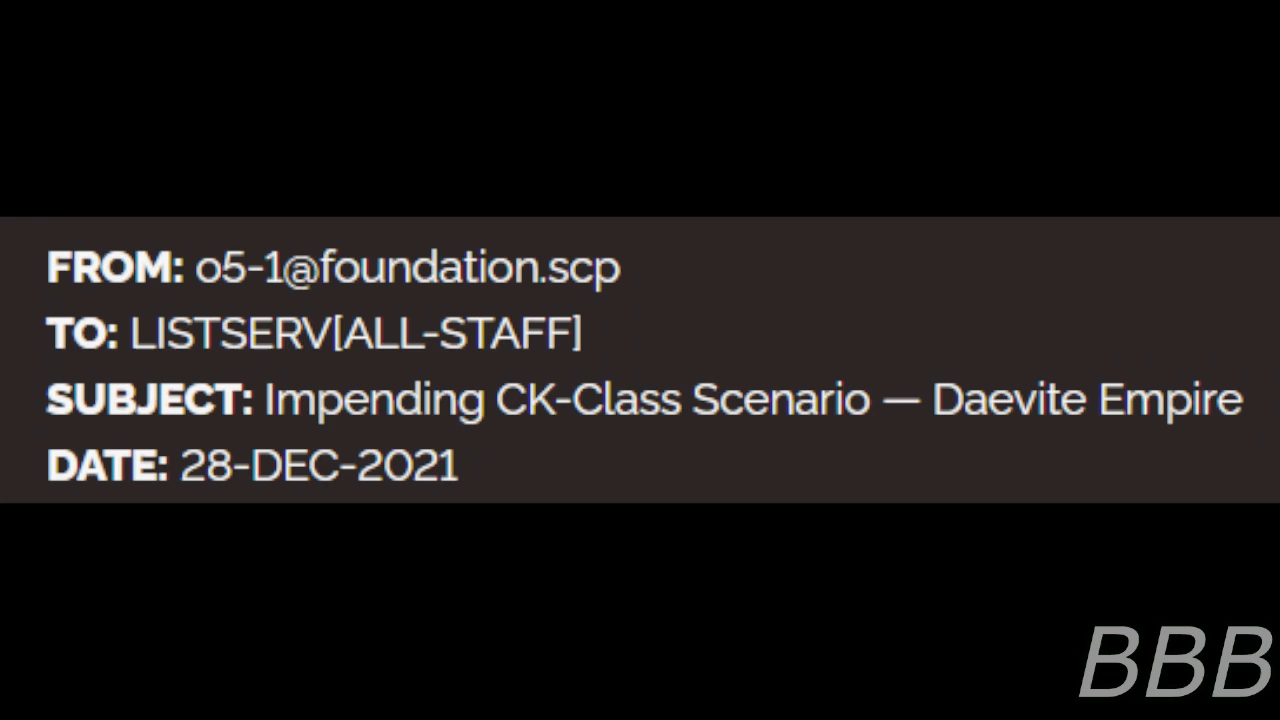 FROM: o5-1@foundation.scp
TO: LISTSERV[ALL-STAFF]
SUBJECT: Impending CK-Class Scenario — Daevite Empire
DATE: 28-DEC-2021
BBB